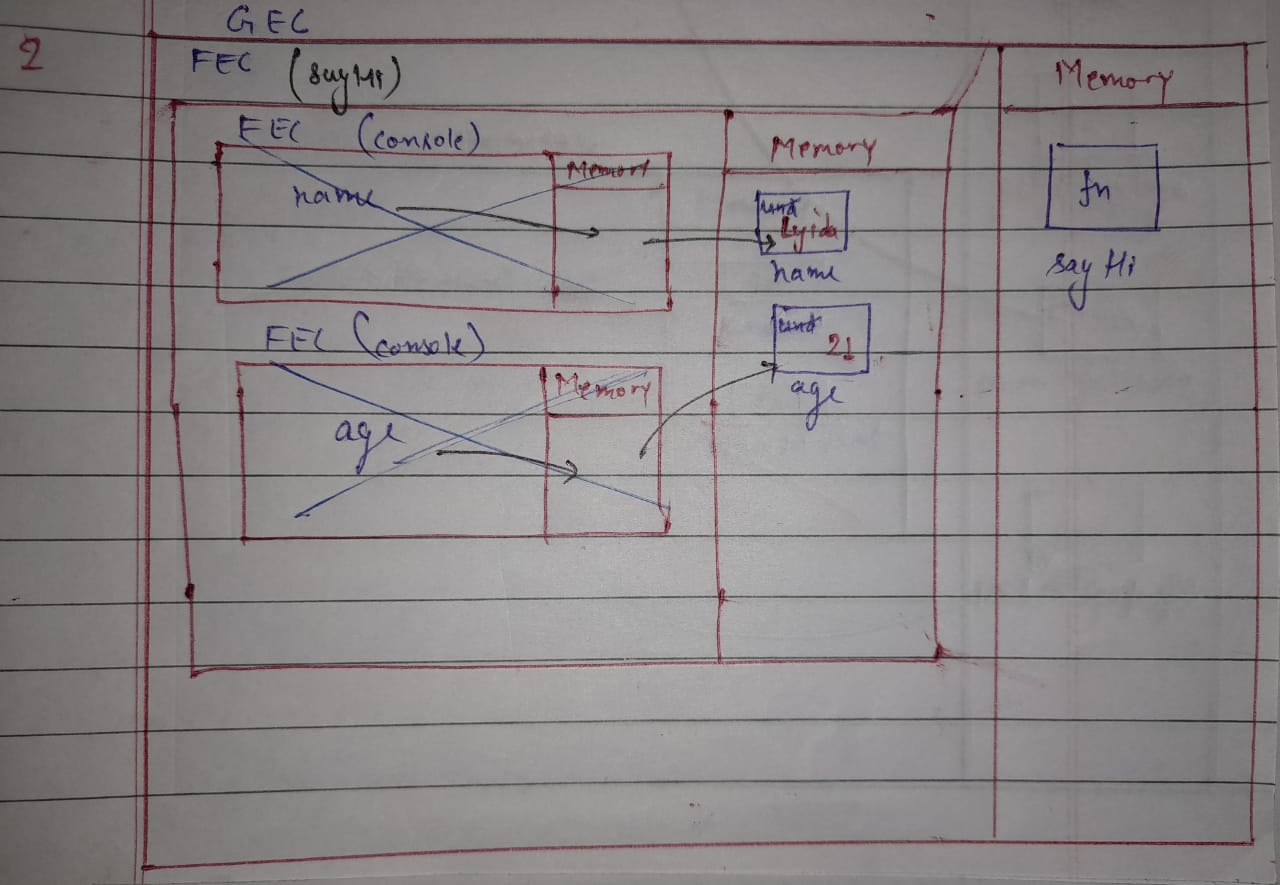 GEC
2
FEC (sayHi)
Memory
FEC (console)
Memory
Memory
name
und
Lyida
name
fn
say Hi
FEC (console)
und
21
age
Memory
age